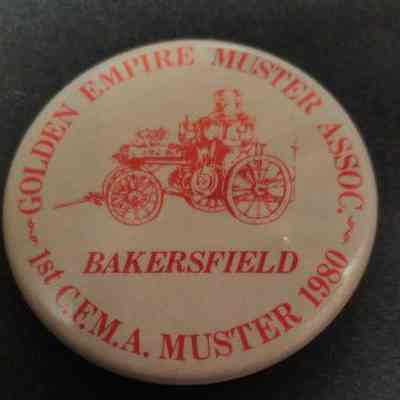 GOLDEN EMPIRE MUSTER ASSOC.
BAKERSFIELD
1st C.F.M.A. MUSTER 1980